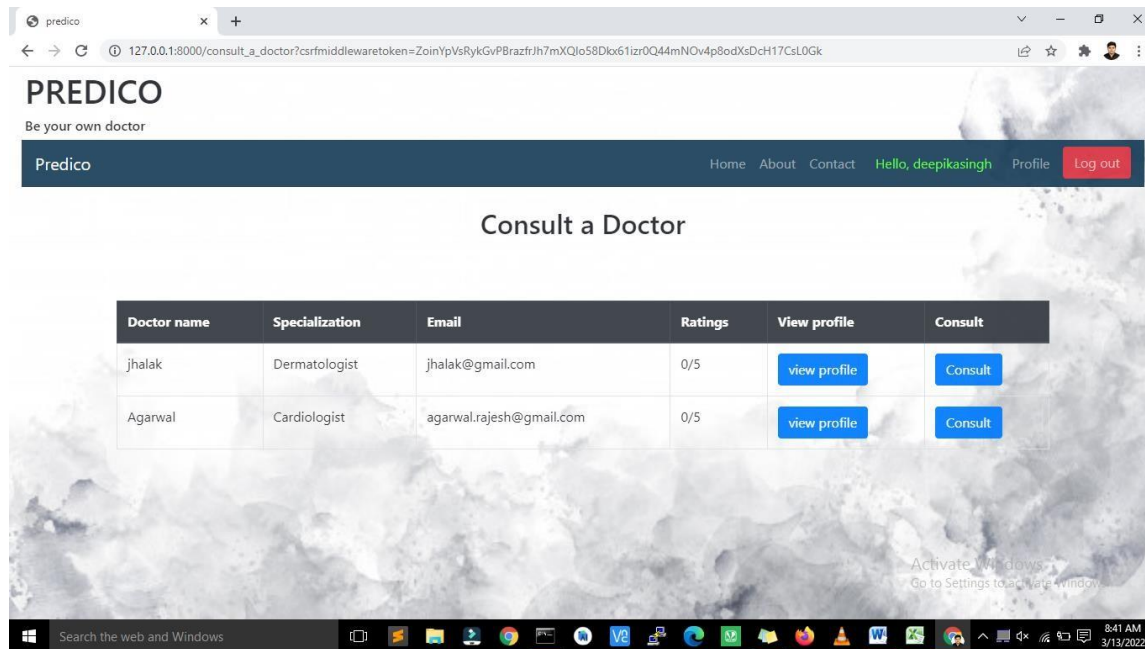 predico
127.0.0.1:8000/consult_a_doctor?csrfmiddlewaretoken=ZoinYpVsRykGvPBrazfrJh7mXQIo58Dkx61izr0Q44mNOv4p8odXsDcH17CsL0Gk
PREDICO
Be your own doctor
Predico Home About Contact Hello, deepikasingh Profile Log out
Consult a Doctor
Doctor name Specialization Email Ratings View profile Consult
jhalak Dermatologist jhalak@gmail.com 0/5 view profile Consult
Agarwal Cardiologist agarwal.rajesh@gmail.com 0/5 view profile Consult
Activate Windows
Go to Settings to activate Windows.
Search the web and Windows
8:41 AM
3/13/2022